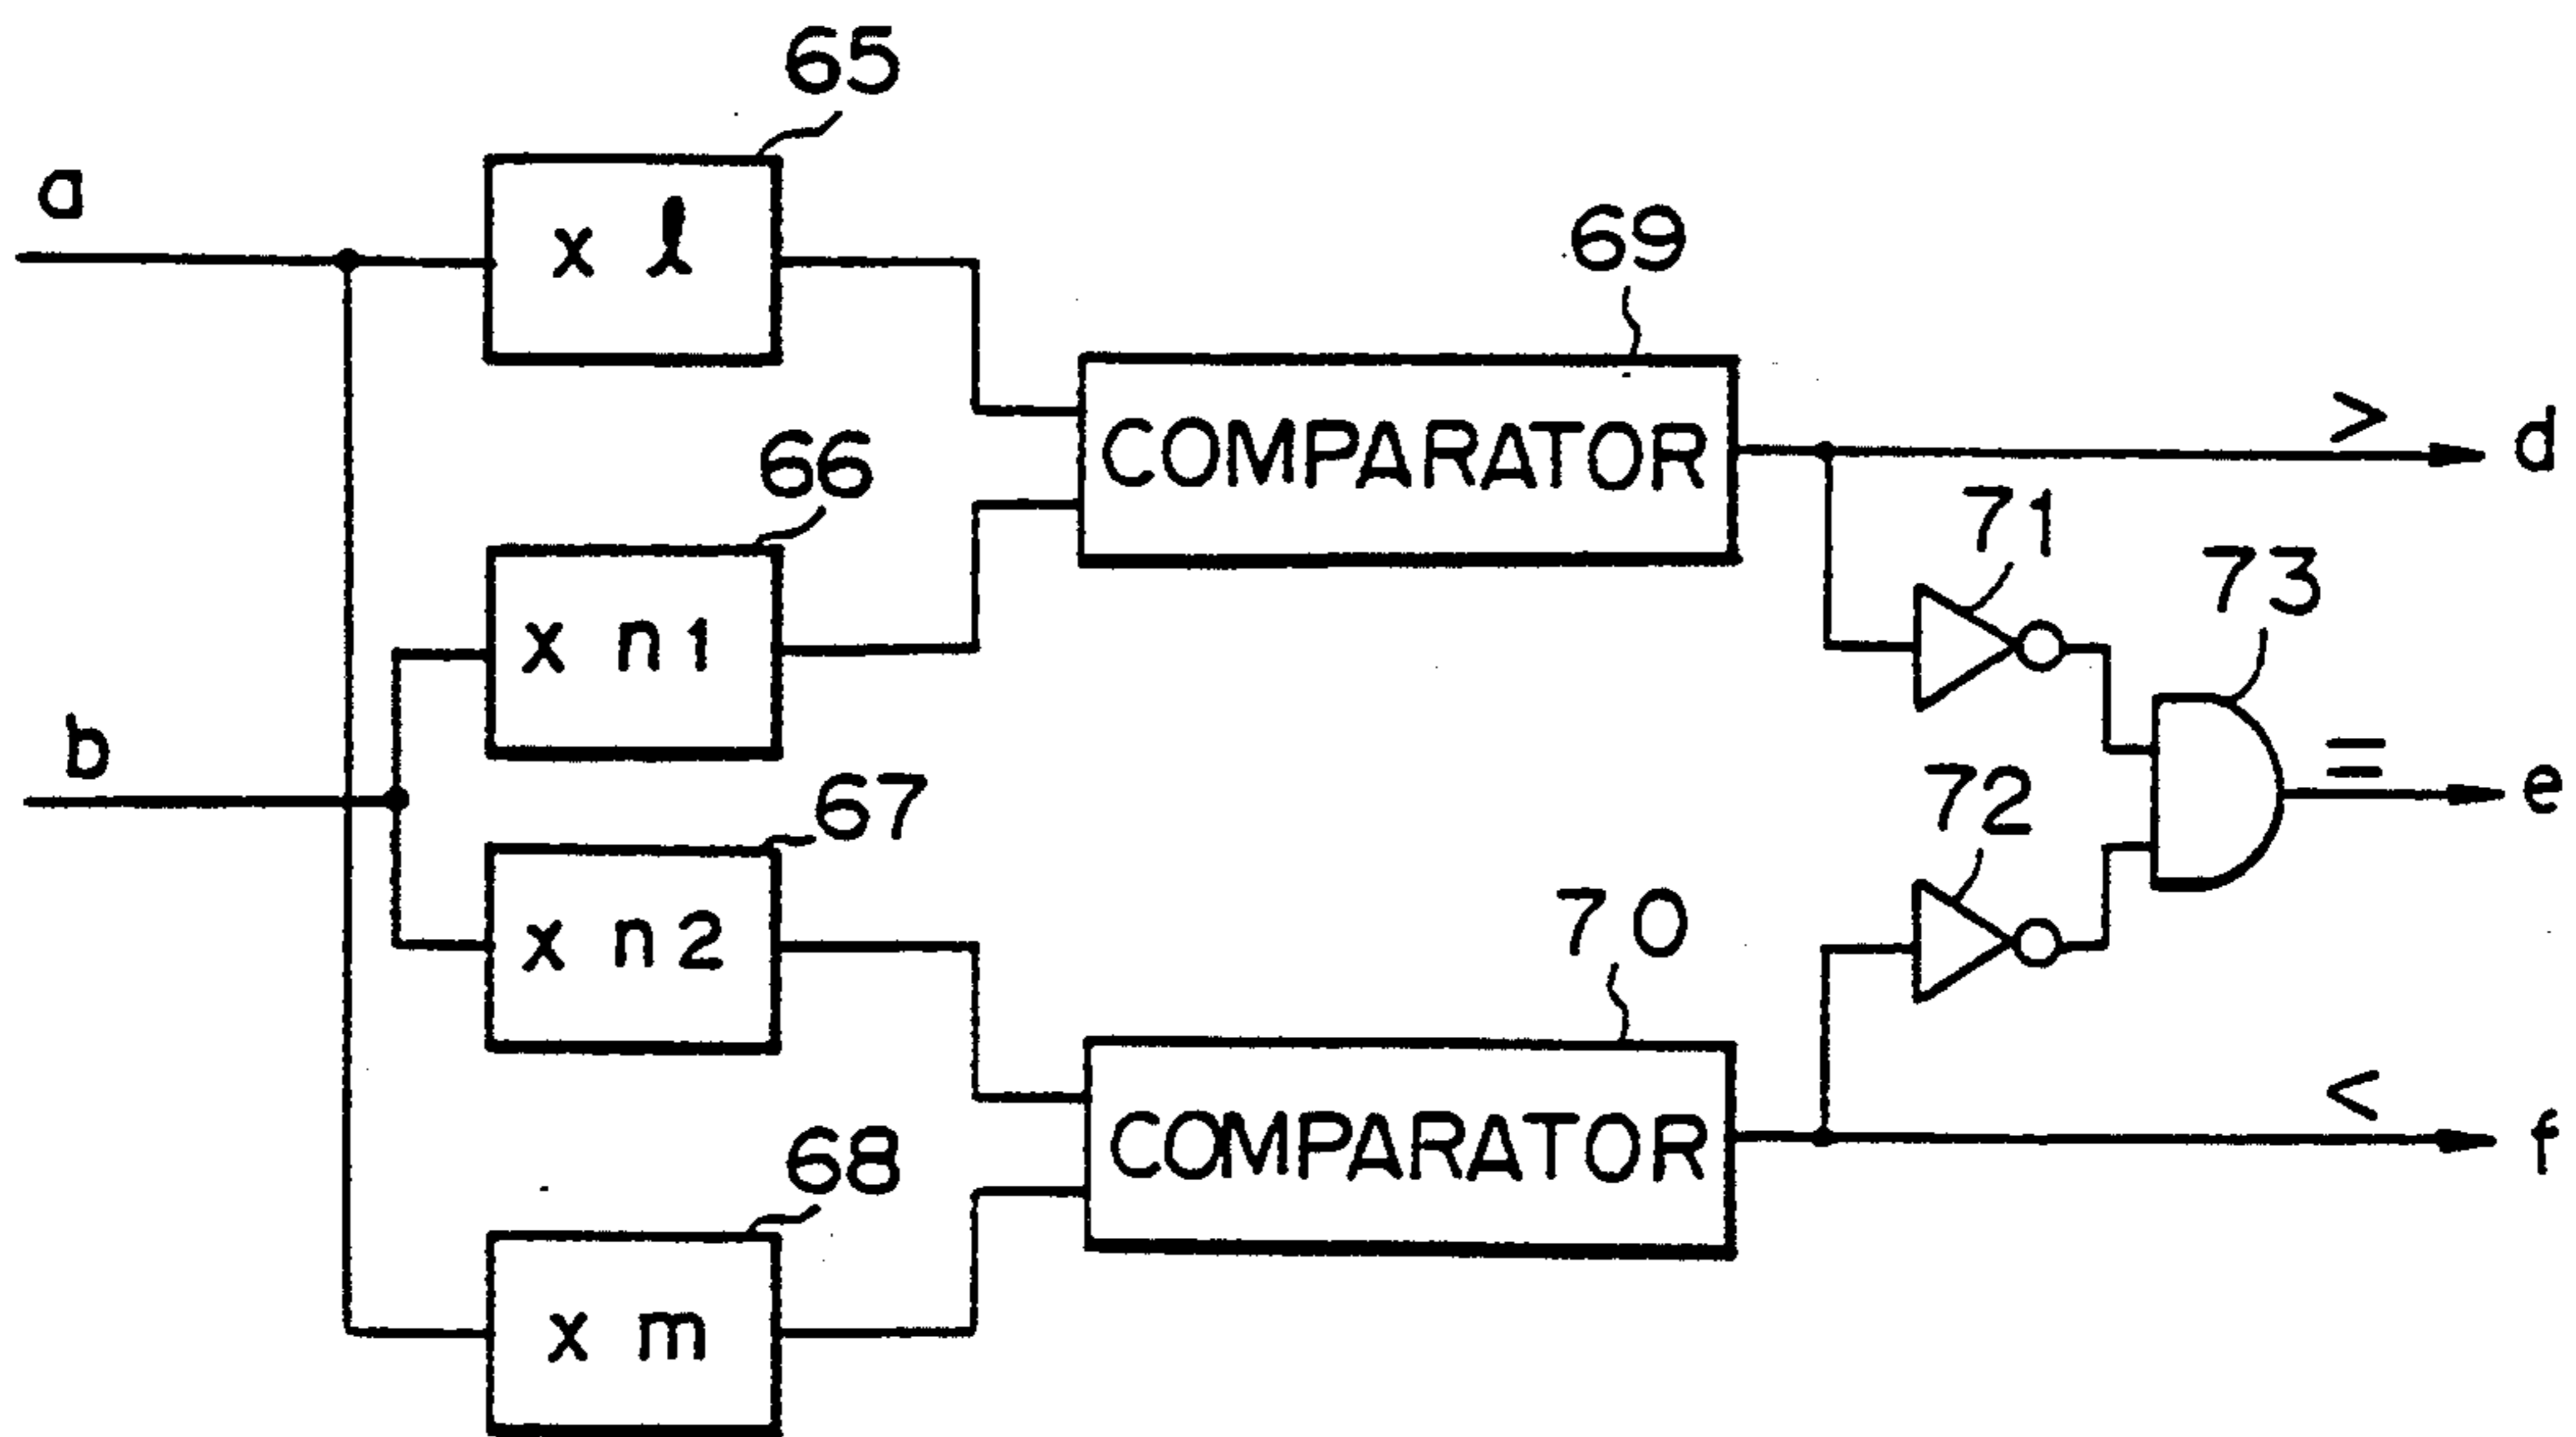 65
a
x ℓ
69
COMPARATOR
>
d
66
71
x n1
73
b
67
=
e
72
x n2
70
<
68
COMPARATOR
f
x m